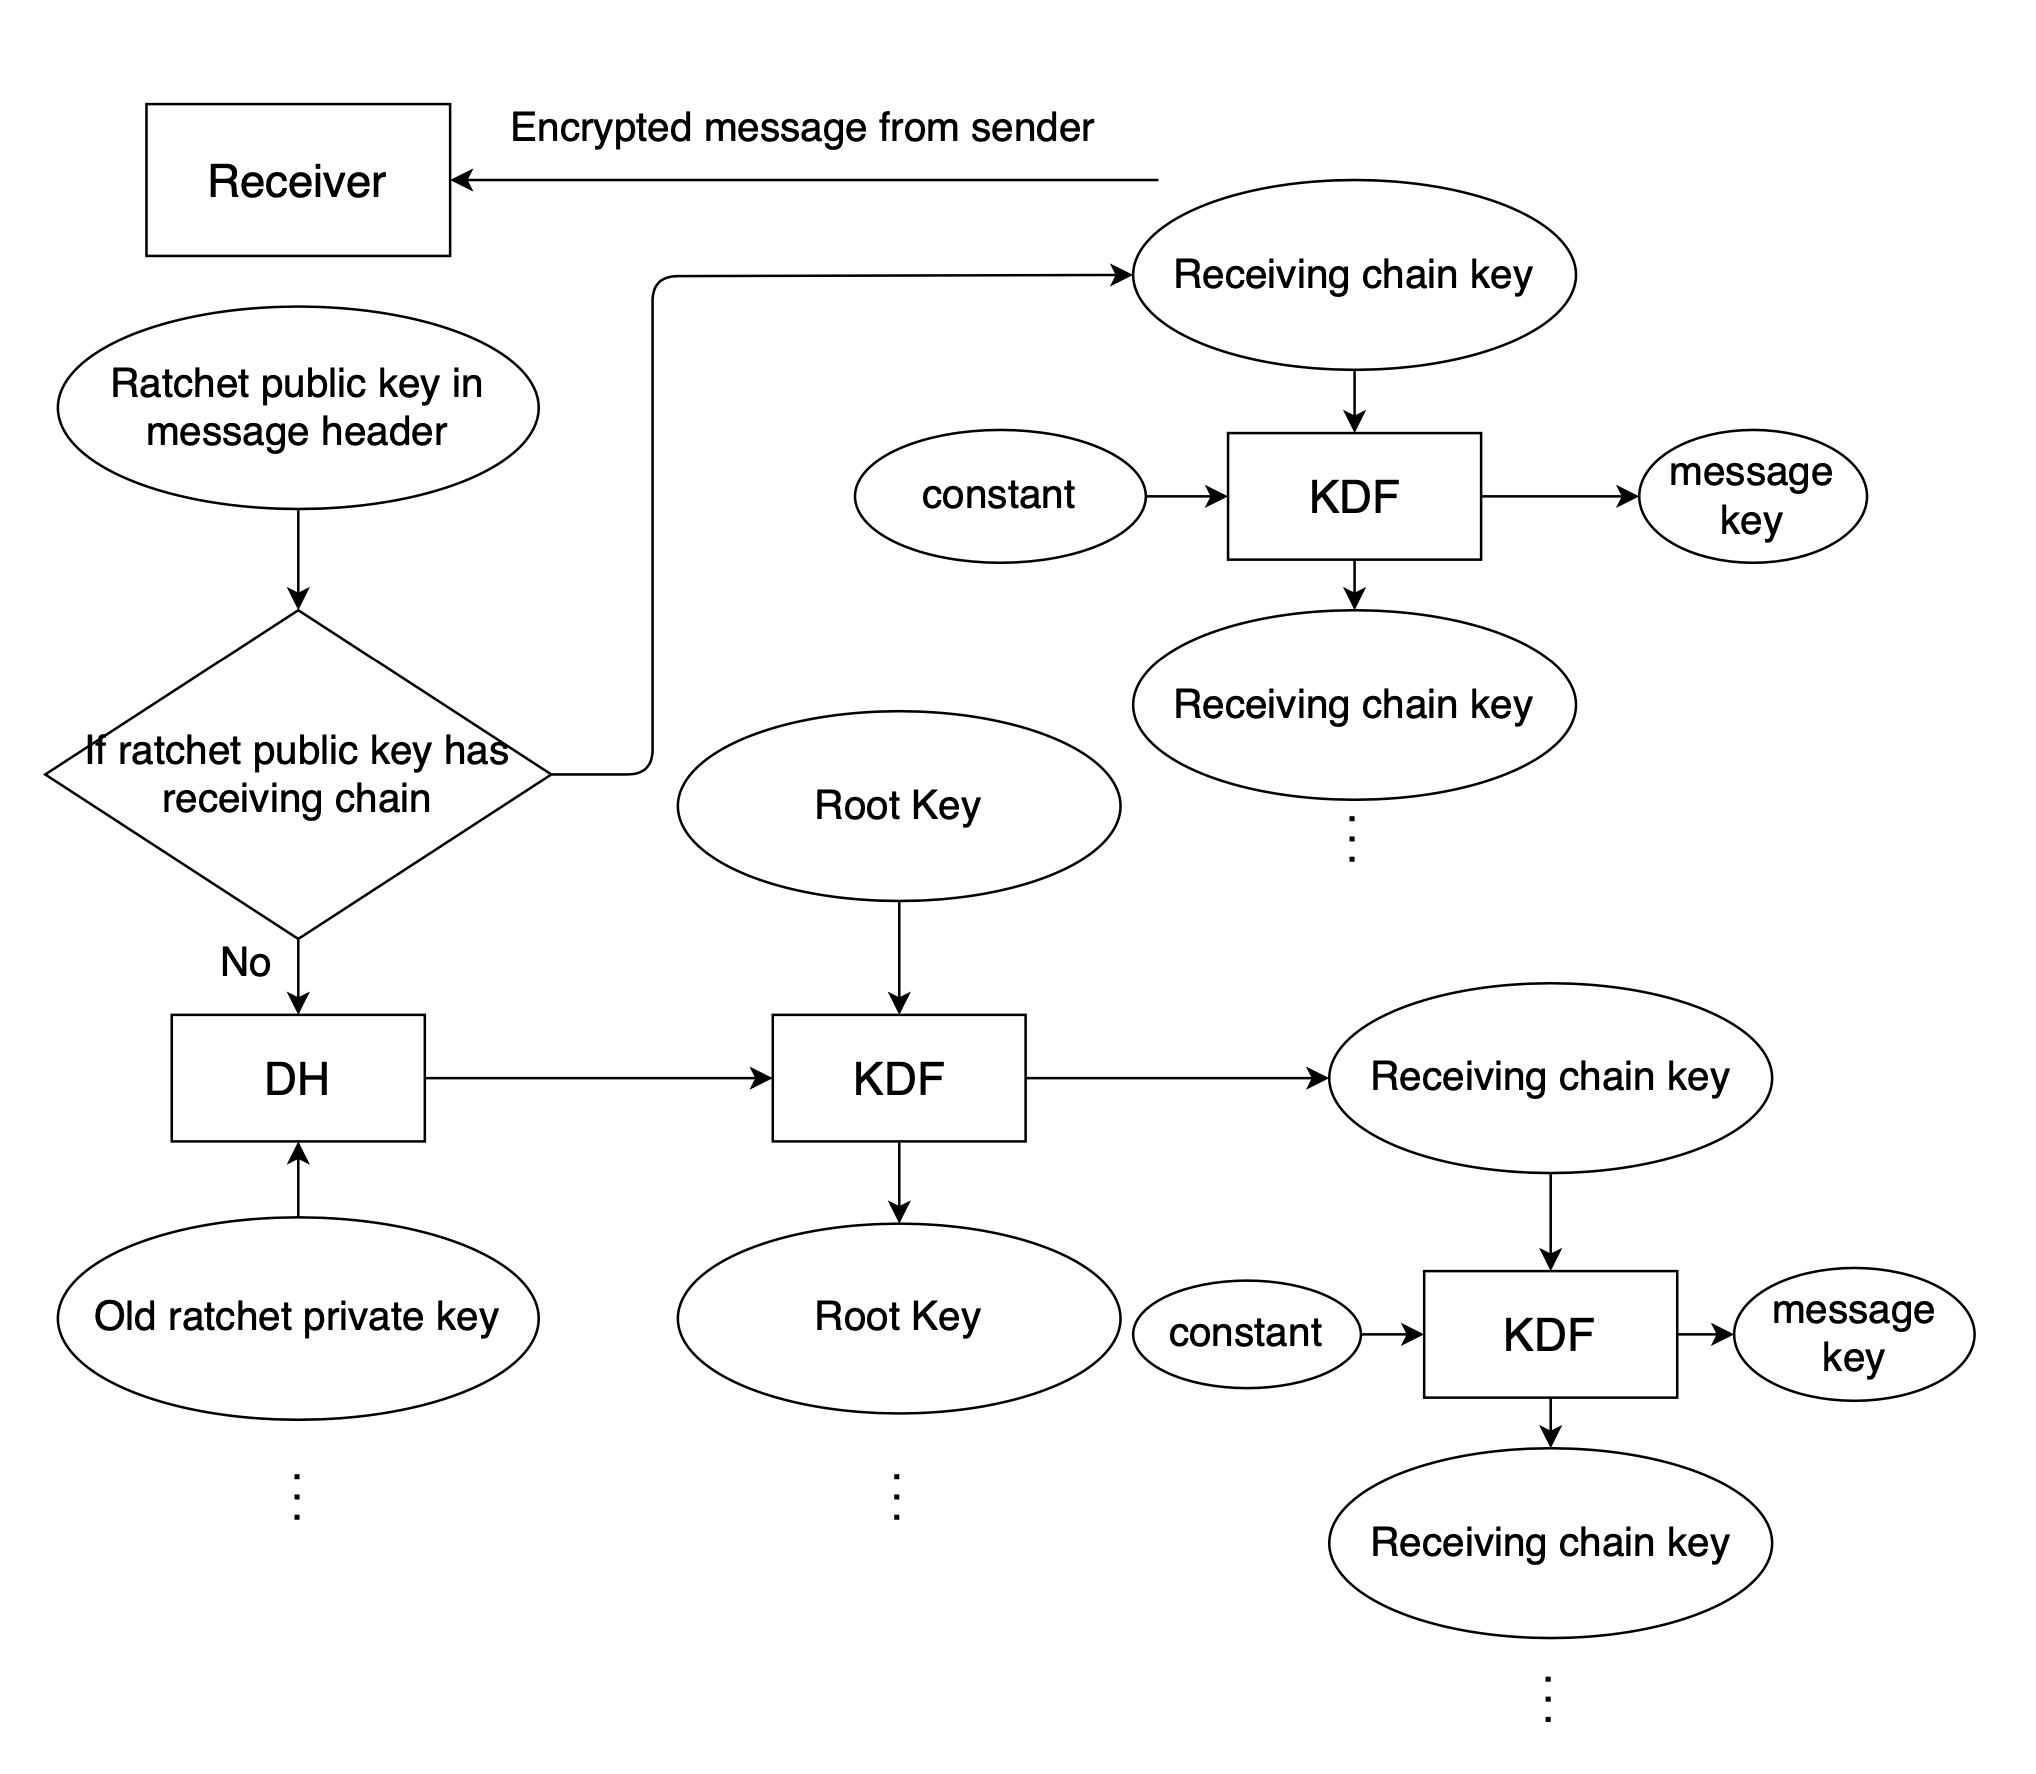 Encrypted message from sender
Receiver
Receiving chain key
Ratchet public key in
message header
constant
KDF
message
key
Receiving chain key
If ratchet public key has
receiving chain
Root Key
No
DH
KDF
Receiving chain key
Old ratchet private key
Root Key
constant
KDF
message
key
Receiving chain key